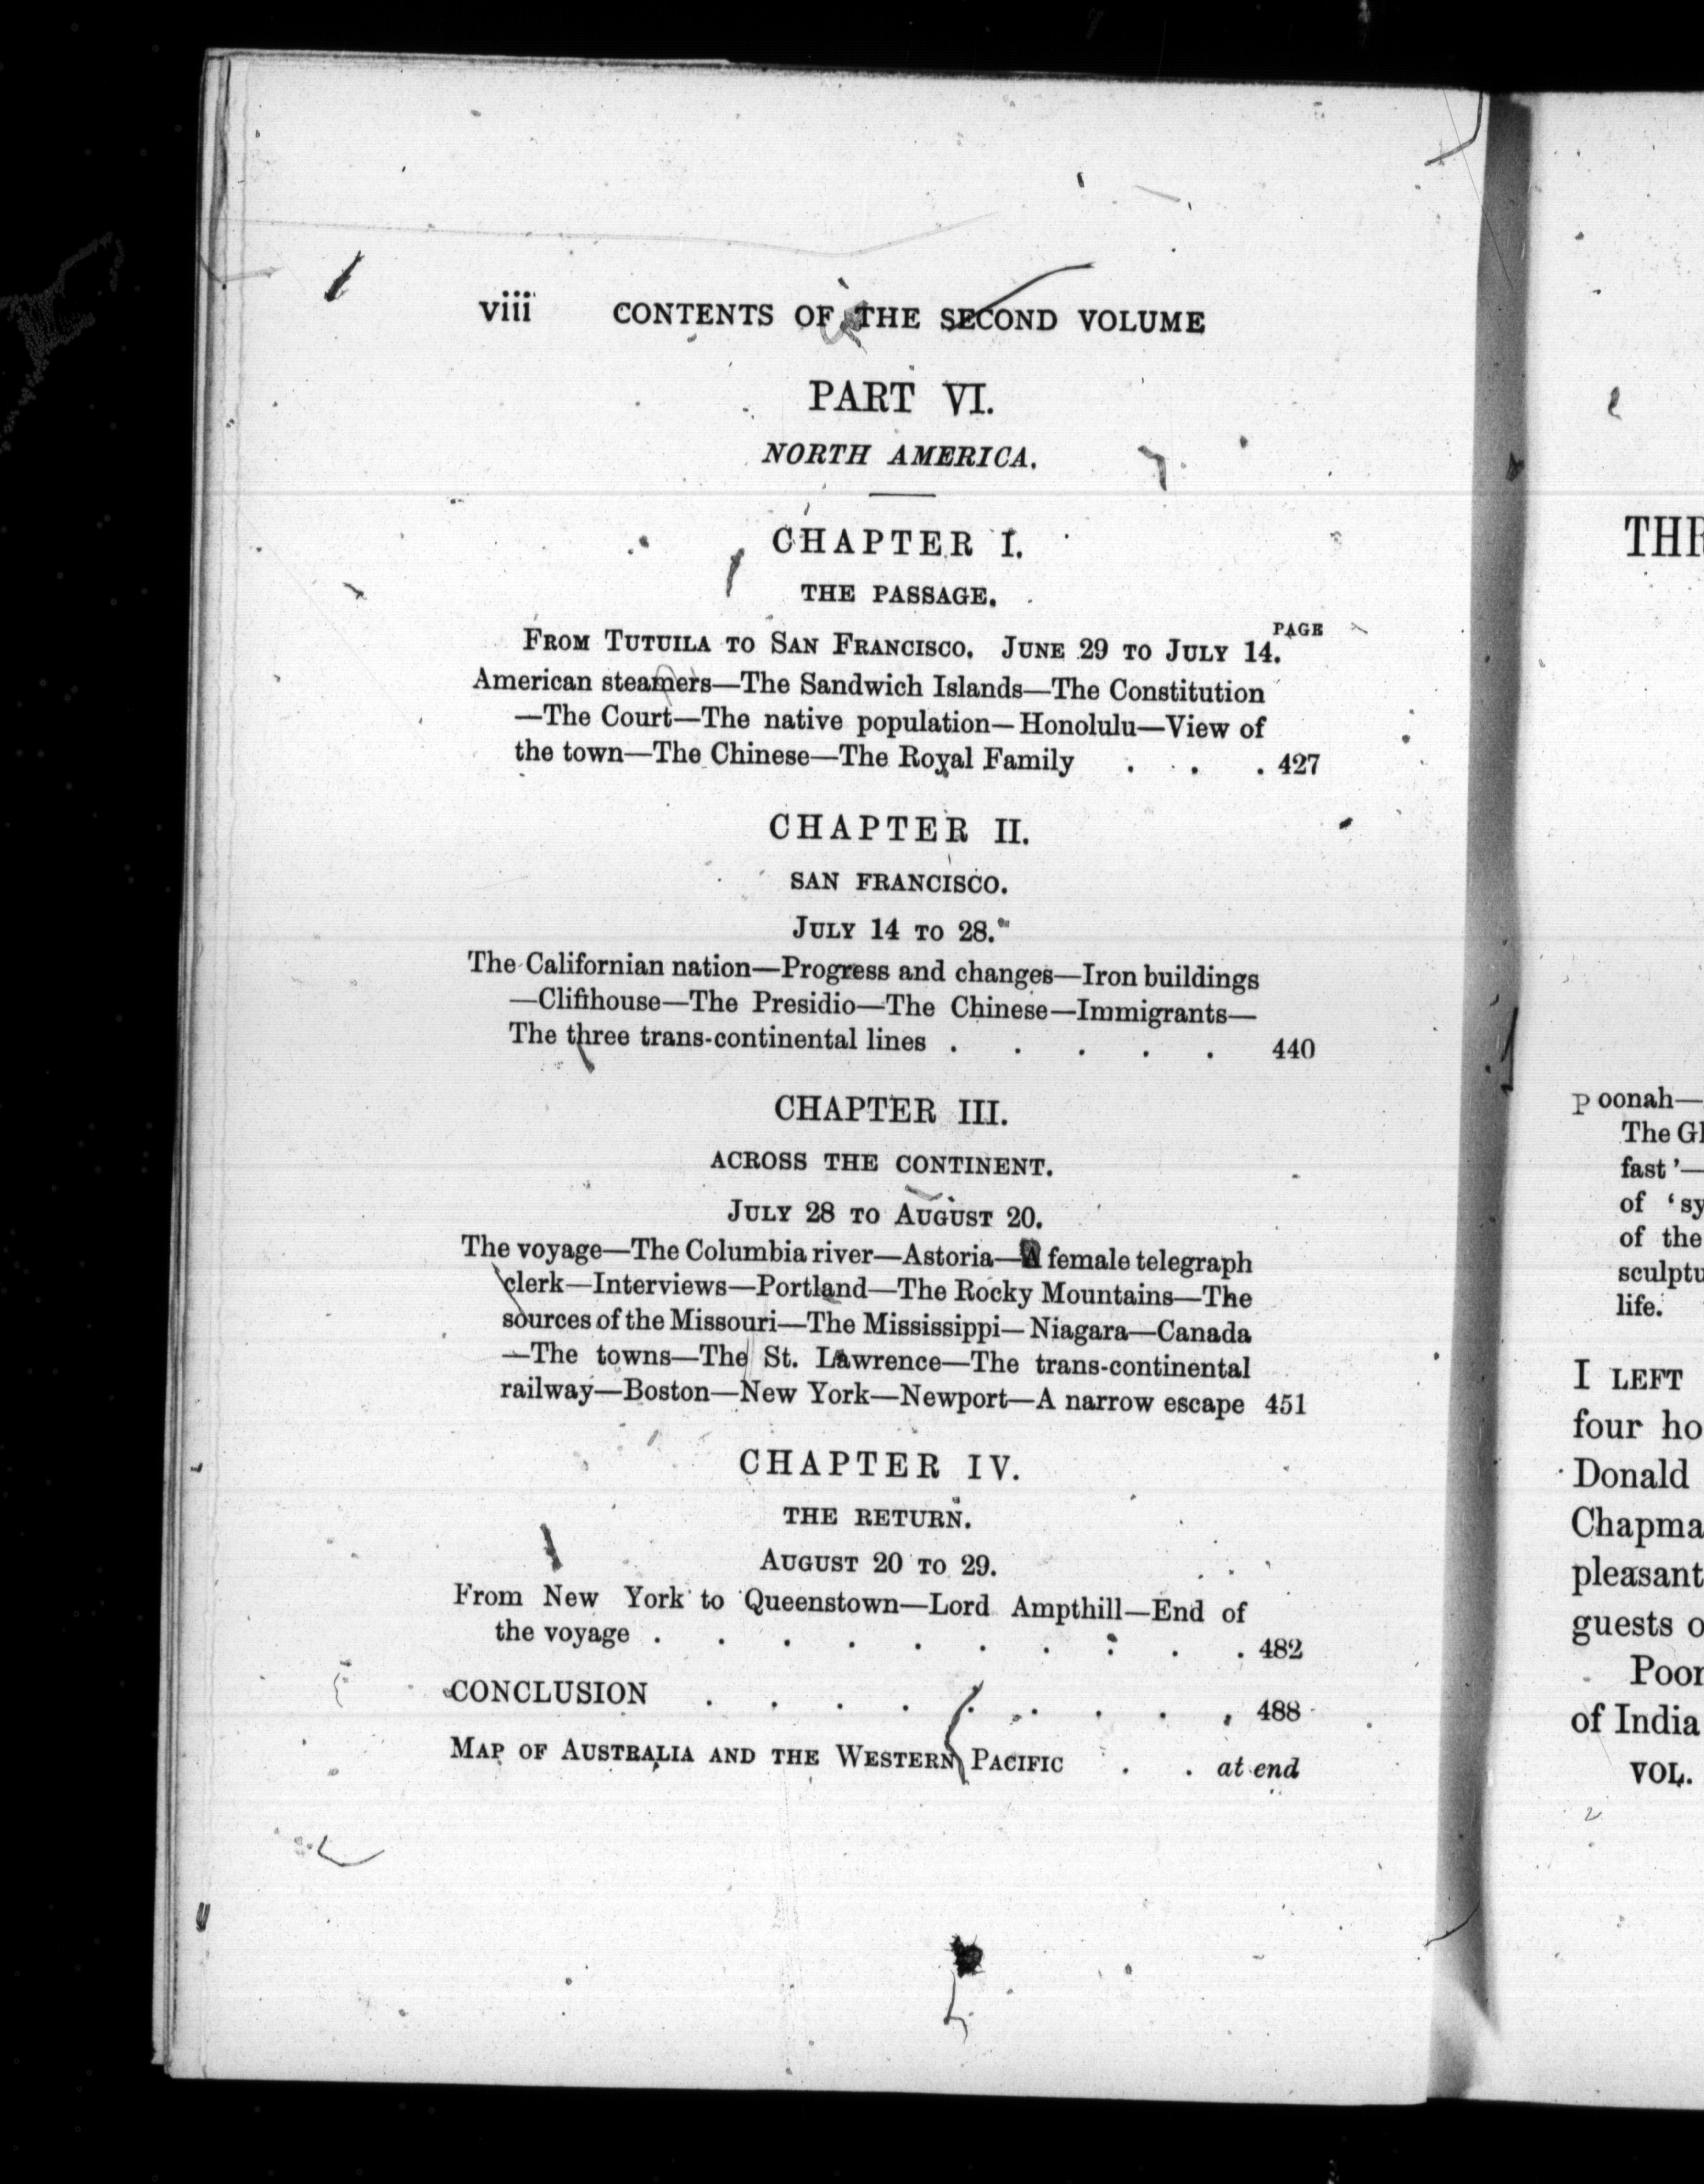 viii CONTENTS OF THE SECOND VOLUME
PART VI.
NORTH AMERICA.
CHAPTER I.
THE PASSAGE.
PAGE
FROM TUTUILA TO SAN FRANCISCO. JUNE 29 TO JULY 14.
American steamers—The Sandwich Islands—The Constitution
—The Court—The native population—Honolulu—View of
the town—The Chinese—The Royal Family . . . 427
CHAPTER II.
SAN FRANCISCO.
JULY 14 TO 28.
The Californian nation—Progress and changes—Iron buildings
—Clifthouse—The Presidio—The Chinese—Immigrants—
The three trans-continental lines . . . . . 440
CHAPTER III.
ACROSS THE CONTINENT.
JULY 28 TO AUGUST 20.
The voyage—The Columbia river—Astoria—A female telegraph
clerk—Interviews—Portland—The Rocky Mountains—The
sources of the Missouri—The Mississippi—Niagara—Canada
—The towns—The St. Lawrence—The trans-continental
railway—Boston—New York—Newport—A narrow escape 451
CHAPTER IV.
THE RETURN.
AUGUST 20 TO 29.
From New York to Queenstown—Lord Ampthill—End of
the voyage . . . . . . . . . . 482
CONCLUSION . . . . . . . . . 488
MAP OF AUSTRALIA AND THE WESTERN PACIFIC . . at end
THR
Poonah—
The Gh
fast'—
of 'sy
of the
sculptu
life.
I LEFT
four ho
Donald
Chapma
pleasant
guests o
Poor
of India
VOL.